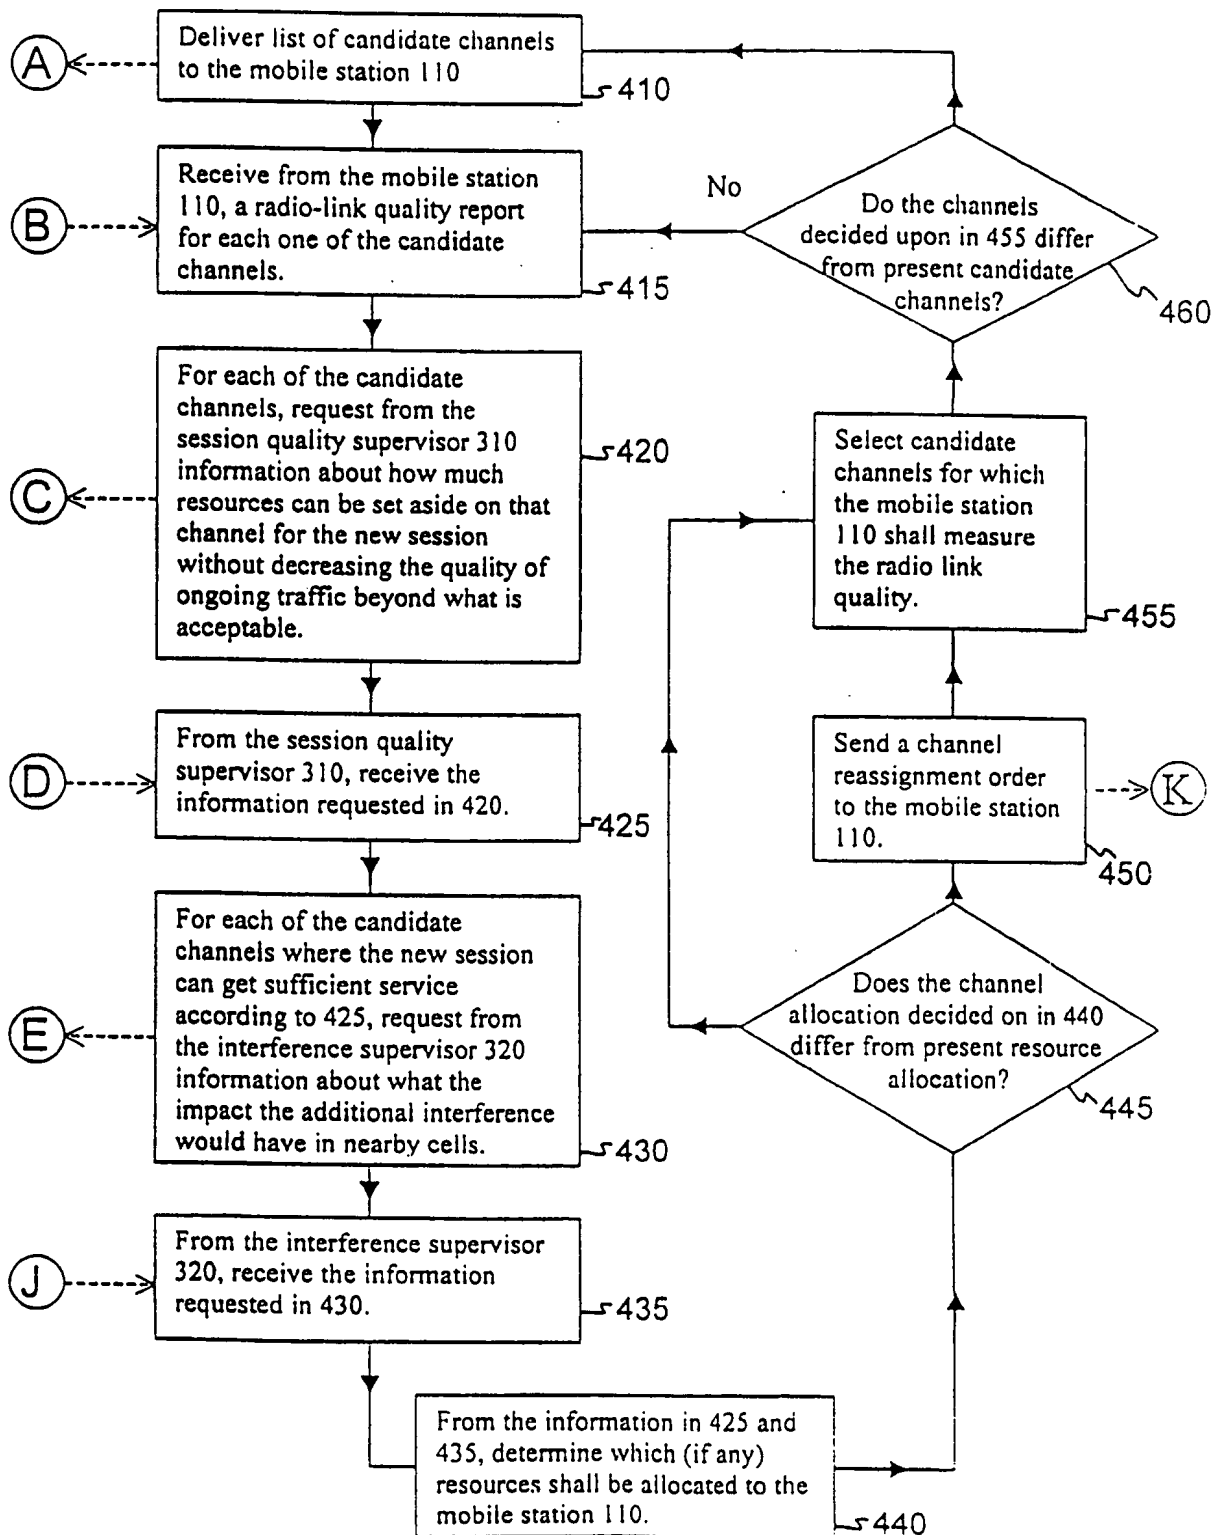 A
Deliver list of candidate channels
to the mobile station 110
410
B
Receive from the mobile station
110, a radio-link quality report
for each one of the candidate
channels.
415
No
Do the channels
decided upon in 455 differ
from present candidate
channels?
460
C
For each of the candidate
channels, request from the
session quality supervisor 310
information about how much
resources can be set aside on that
channel for the new session
without decreasing the quality of
ongoing traffic beyond what is
acceptable.
420
Select candidate
channels for which
the mobile station
110 shall measure
the radio link
quality.
455
D
From the session quality
supervisor 310, receive the
information requested in 420.
425
Send a channel
reassignment order
to the mobile station
110.
450
K
E
For each of the candidate
channels where the new session
can get sufficient service
according to 425, request from
the interference supervisor 320
information about what the
impact the additional interference
would have in nearby cells.
430
Does the channel
allocation decided on in 440
differ from present resource
allocation?
445
J
From the interference supervisor
320, receive the information
requested in 430.
435
From the information in 425 and
435, determine which (if any)
resources shall be allocated to the
mobile station 110.
440